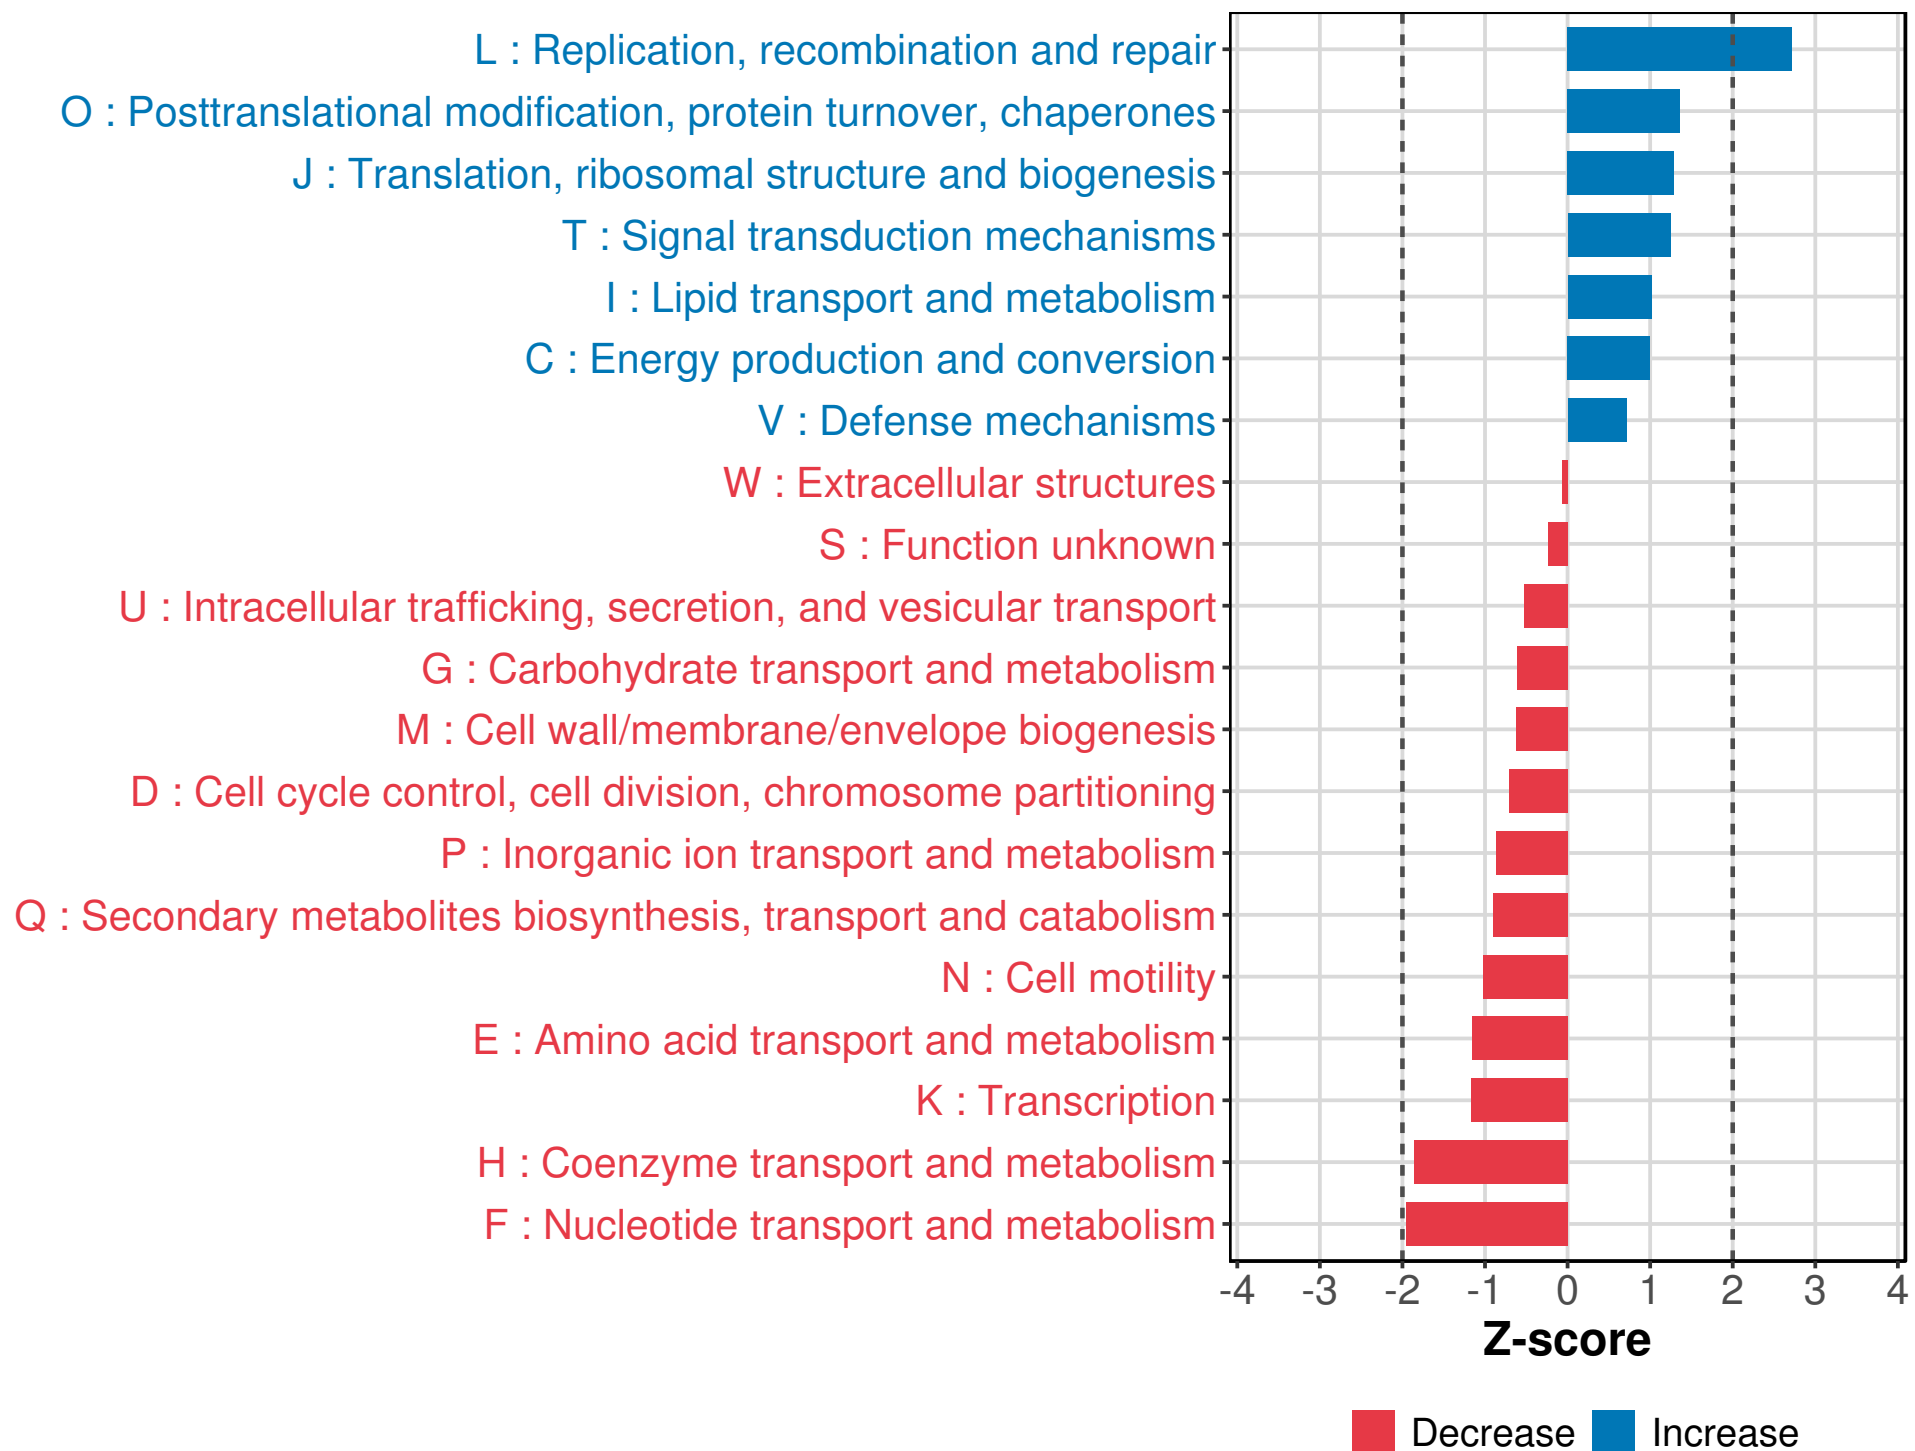 L : Replication, recombination and repair
O : Posttranslational modification, protein turnover, chaperones
J : Translation, ribosomal structure and biogenesis
T : Signal transduction mechanisms
I : Lipid transport and metabolism
C : Energy production and conversion
V : Defense mechanisms
W : Extracellular structures
S : Function unknown
U : Intracellular trafficking, secretion, and vesicular transport
G : Carbohydrate transport and metabolism
M : Cell wall/membrane/envelope biogenesis
D : Cell cycle control, cell division, chromosome partitioning
P : Inorganic ion transport and metabolism
Q : Secondary metabolites biosynthesis, transport and catabolism
N : Cell motility
E : Amino acid transport and metabolism
K : Transcription
H : Coenzyme transport and metabolism
F : Nucleotide transport and metabolism
-4 -3 -2 -1 0 1 2 3 4
Z-score
Decrease Increase